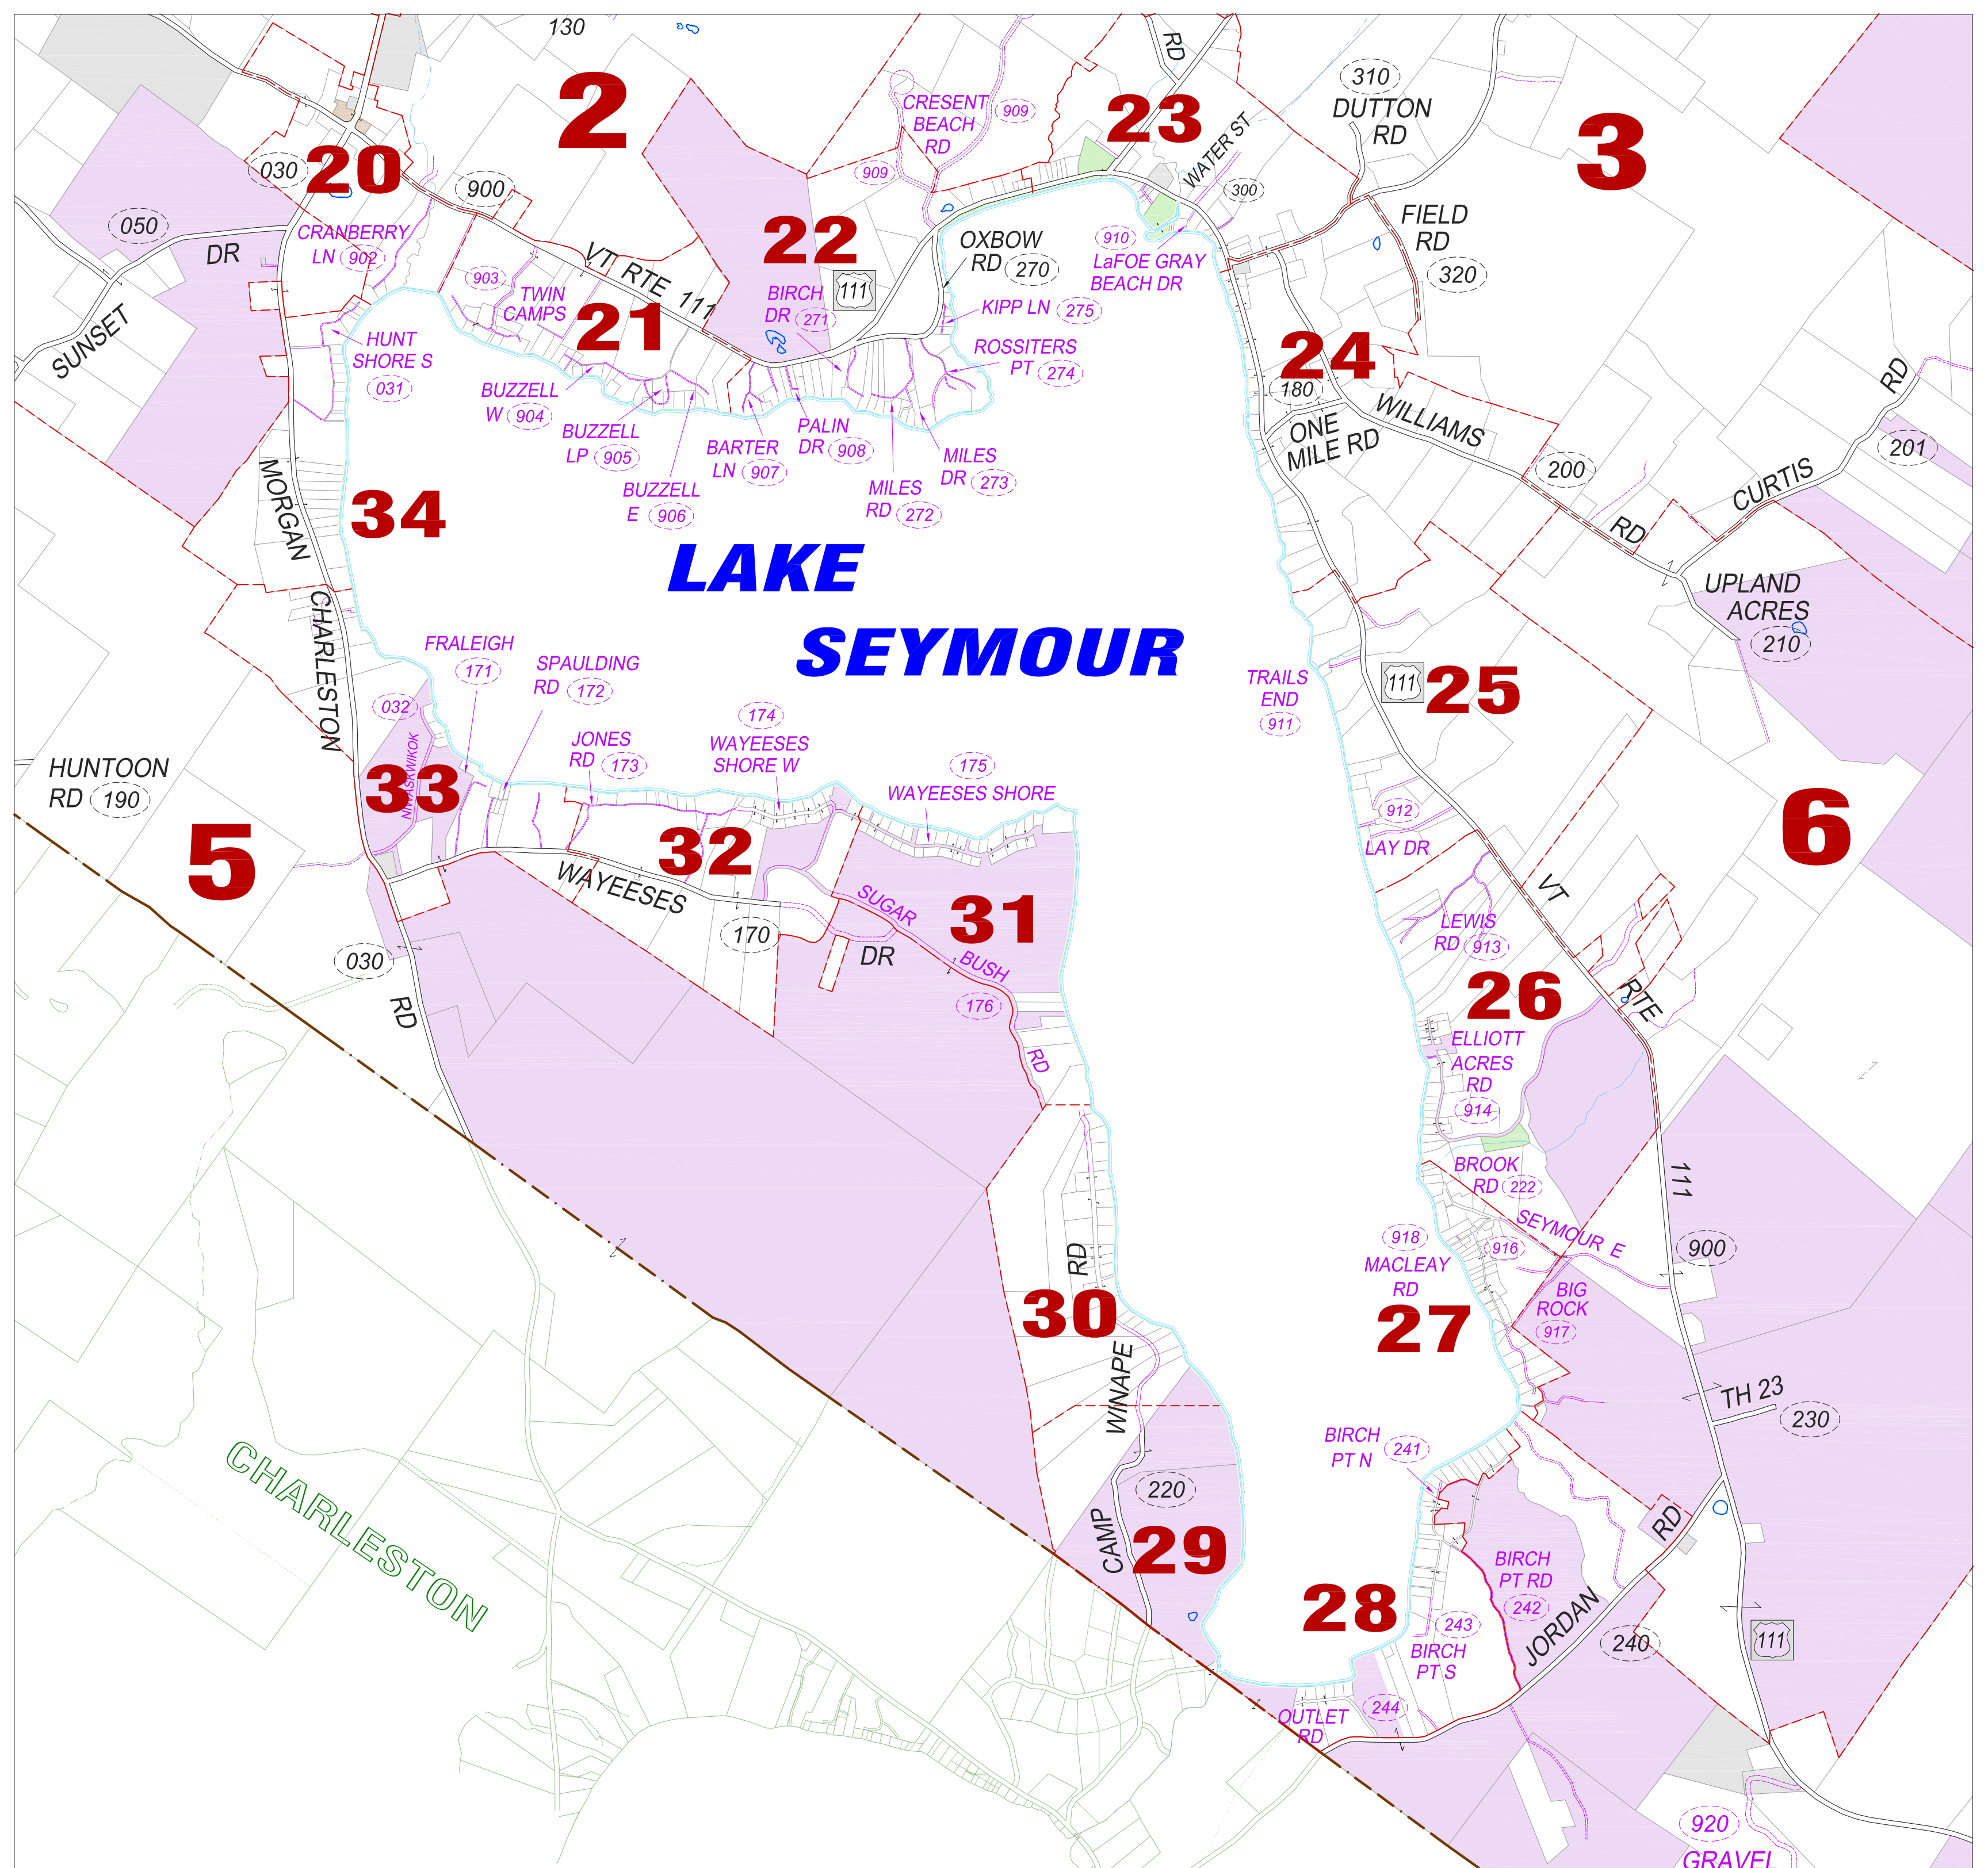 130
RD
310
DUTTON
RD
2
23
3
CRESENT
BEACH
RD
909
909
WATER ST
300
030
20
900
050
DR
CRANBERRY
LN 902
903
TWIN
CAMPS
VT RTE 111
21
22
111
BIRCH
DR 271
OXBOW
RD 270
KIPP LN 275
ROSSITERS
PT 274
910
LaFOE GRAY
BEACH DR
FIELD
RD
320
SUNSET
HUNT
SHORE S
031
BUZZELL
W 904
BUZZELL
LP 905
BUZZELL
E 906
BARTER
LN 907
PALIN
DR 908
MILES
RD 272
MILES
DR 273
24
180
ONE
MILE RD
WILLIAMS
200
RD
CURTIS
RD
201
UPLAND
ACRES
210
MORGAN
34
CHARLESTON
LAKE
SEYMOUR
FRALEIGH
171
SPAULDING
RD 172
032
NIWASKWIKOK
33
JONES
RD 173
174
WAYEESES
SHORE W
175
WAYEESES SHORE
TRAILS
END
911
111
25
HUNTOON
RD 190
5
32
WAYEESES
170
DR
SUGAR
BUSH
176
RD
31
912
LAY DR
6
VT
LEWIS
RD 913
26
RTE
030
RD
ELLIOTT
ACRES
RD
914
BROOK
RD 222
111
SEYMOUR E
916
900
918
MACLEAY
RD
27
BIG
ROCK
917
RD
30
WINAPE
TH 23
230
BIRCH
PT N
241
220
CAMP
29
CHARLESTON
RD
BIRCH
PT RD
242
28
243
BIRCH
PT S
JORDAN
240
111
244
OUTLET
RD
920
GRAVEL